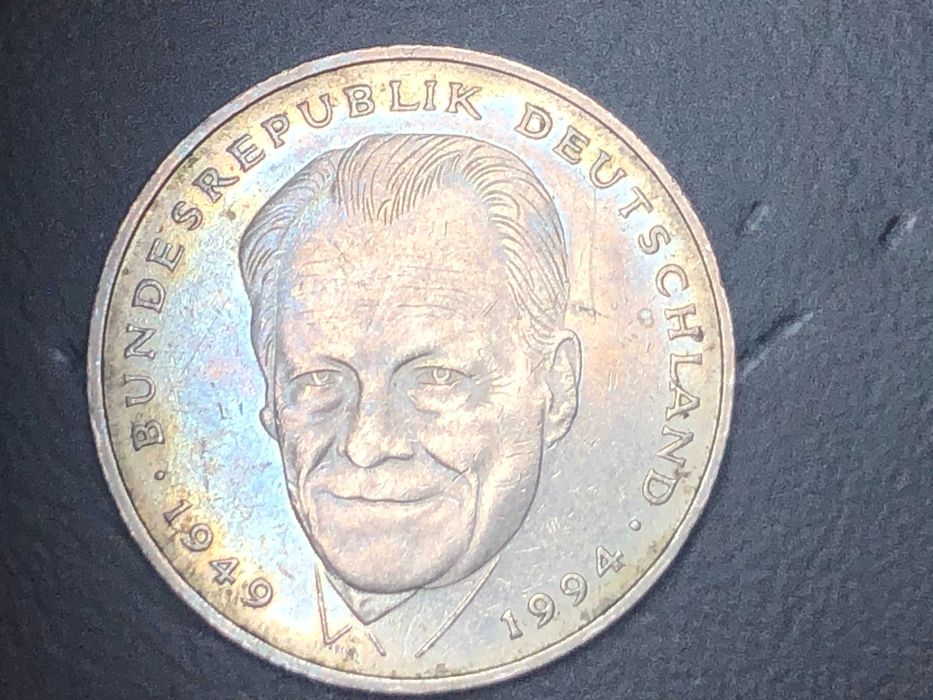 · BUNDESREPUBLIK DEUTSCHLAND ·
1949
1994